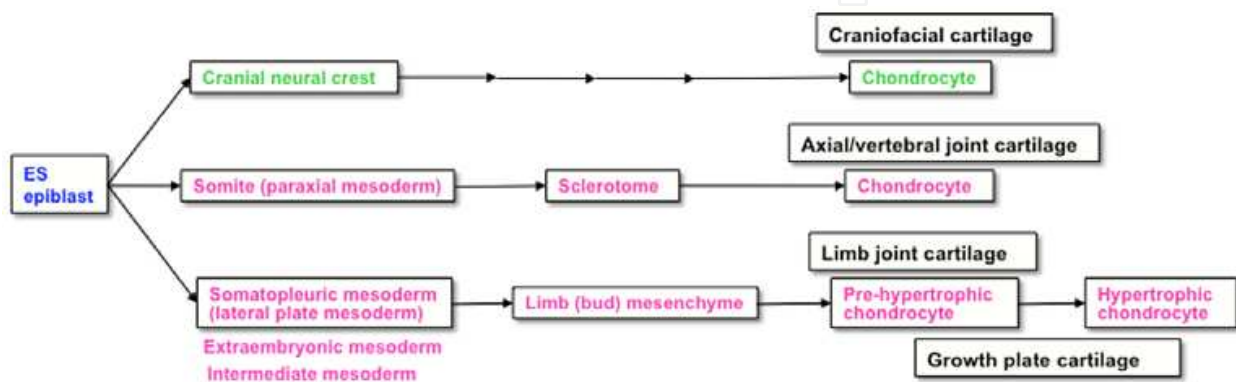 Craniofacial cartilage
Cranial neural crest
Chondrocyte
Axial/vertebral joint cartilage
ES
epiblast
Somite (paraxial mesoderm)
Sclerotome
Chondrocyte
Limb joint cartilage
Somatopleuric mesoderm
(lateral plate mesoderm)
Limb (bud) mesenchyme
Pre-hypertrophic
chondrocyte
Hypertrophic
chondrocyte
Extraembryonic mesoderm
Intermediate mesoderm
Growth plate cartilage